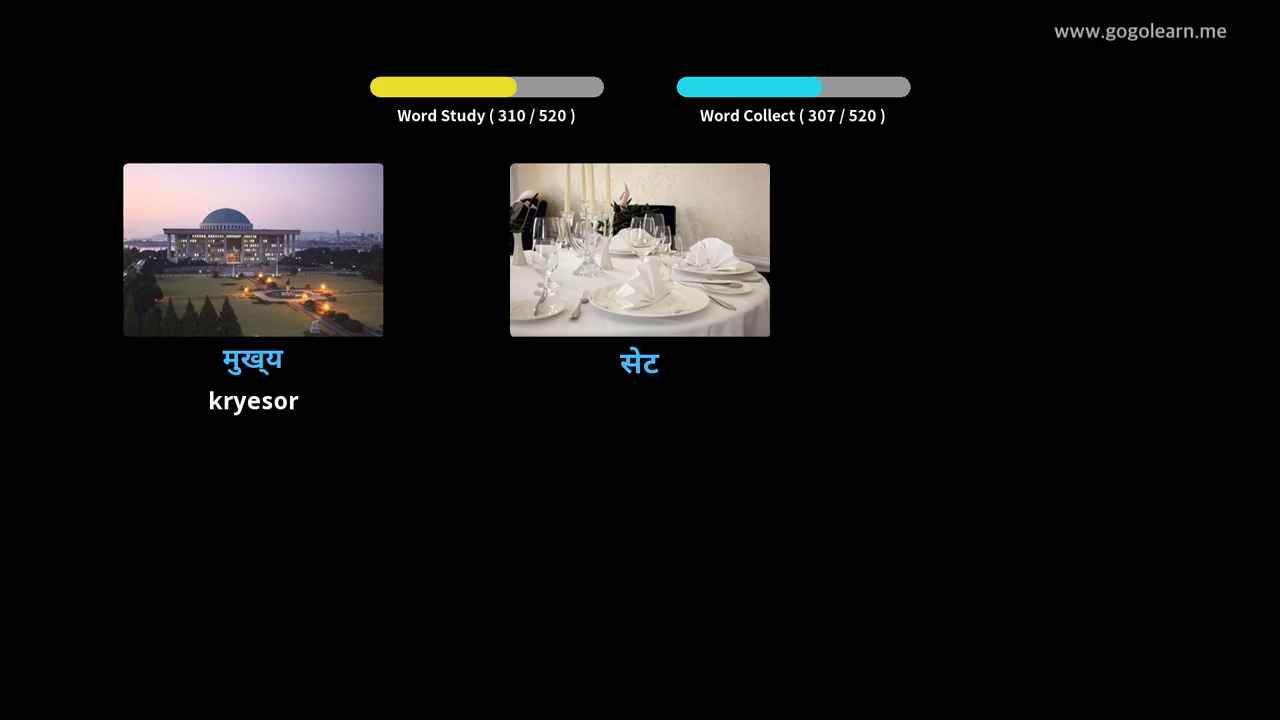 www.gogolearn.me
Word Study ( 310 / 520 )
Word Collect ( 307 / 520 )
मुख्य
kryesor
सेट